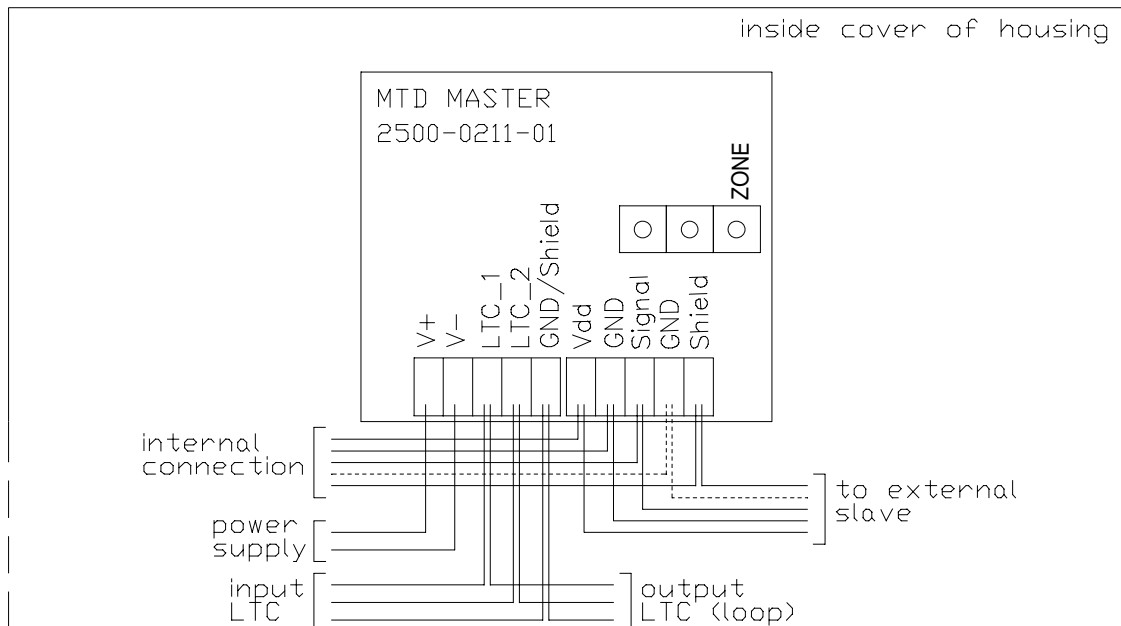 inside cover of housing
MTD MASTER
2500-0211-01
ZONE
V+
V-
LTC_1
LTC_2
GND/Shield
Vdd
GND
Signal
GND
Shield
internal
connection
to external
slave
power
supply
input
LTC
output
LTC (loop)